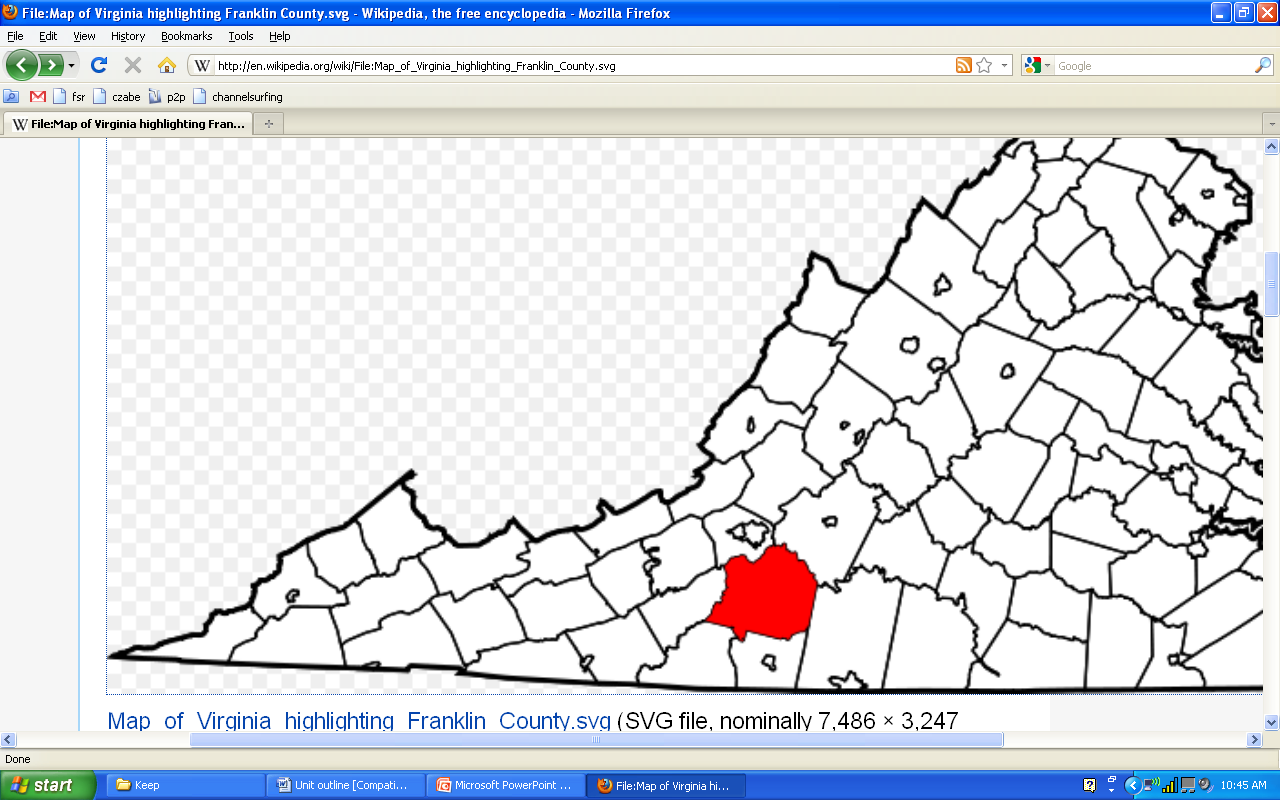 File:Map of Virginia highlighting Franklin County.svg - Wikipedia, the free encyclopedia - Mozilla Firefox
File Edit View History Bookmarks Tools Help
W http://en.wikipedia.org/wiki/File:Map_of_Virginia_highlighting_Franklin_County.svg Google
fsr czabe p2p channelsurfing
W File:Map of Virginia highlighting Fran...
Map of Virginia highlighting Franklin County.svg (SVG file, nominally 7,486 × 3,247
Done
start Keep Unit outline [Compati... Microsoft PowerPoint ... File:Map of Virginia hi... 10:45 AM